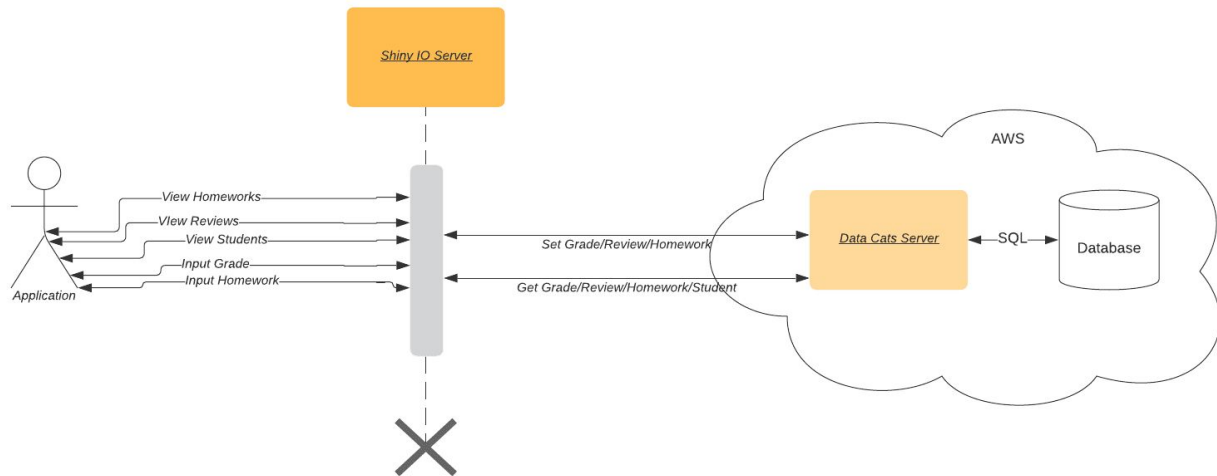 Shiny IO Server
AWS
View Homeworks
VIew Reviews
View Students
Input Grade
Input Homework
Application
Set Grade/Review/Homework
Get Grade/Review/Homework/Student
Data Cats Server
SQL
Database